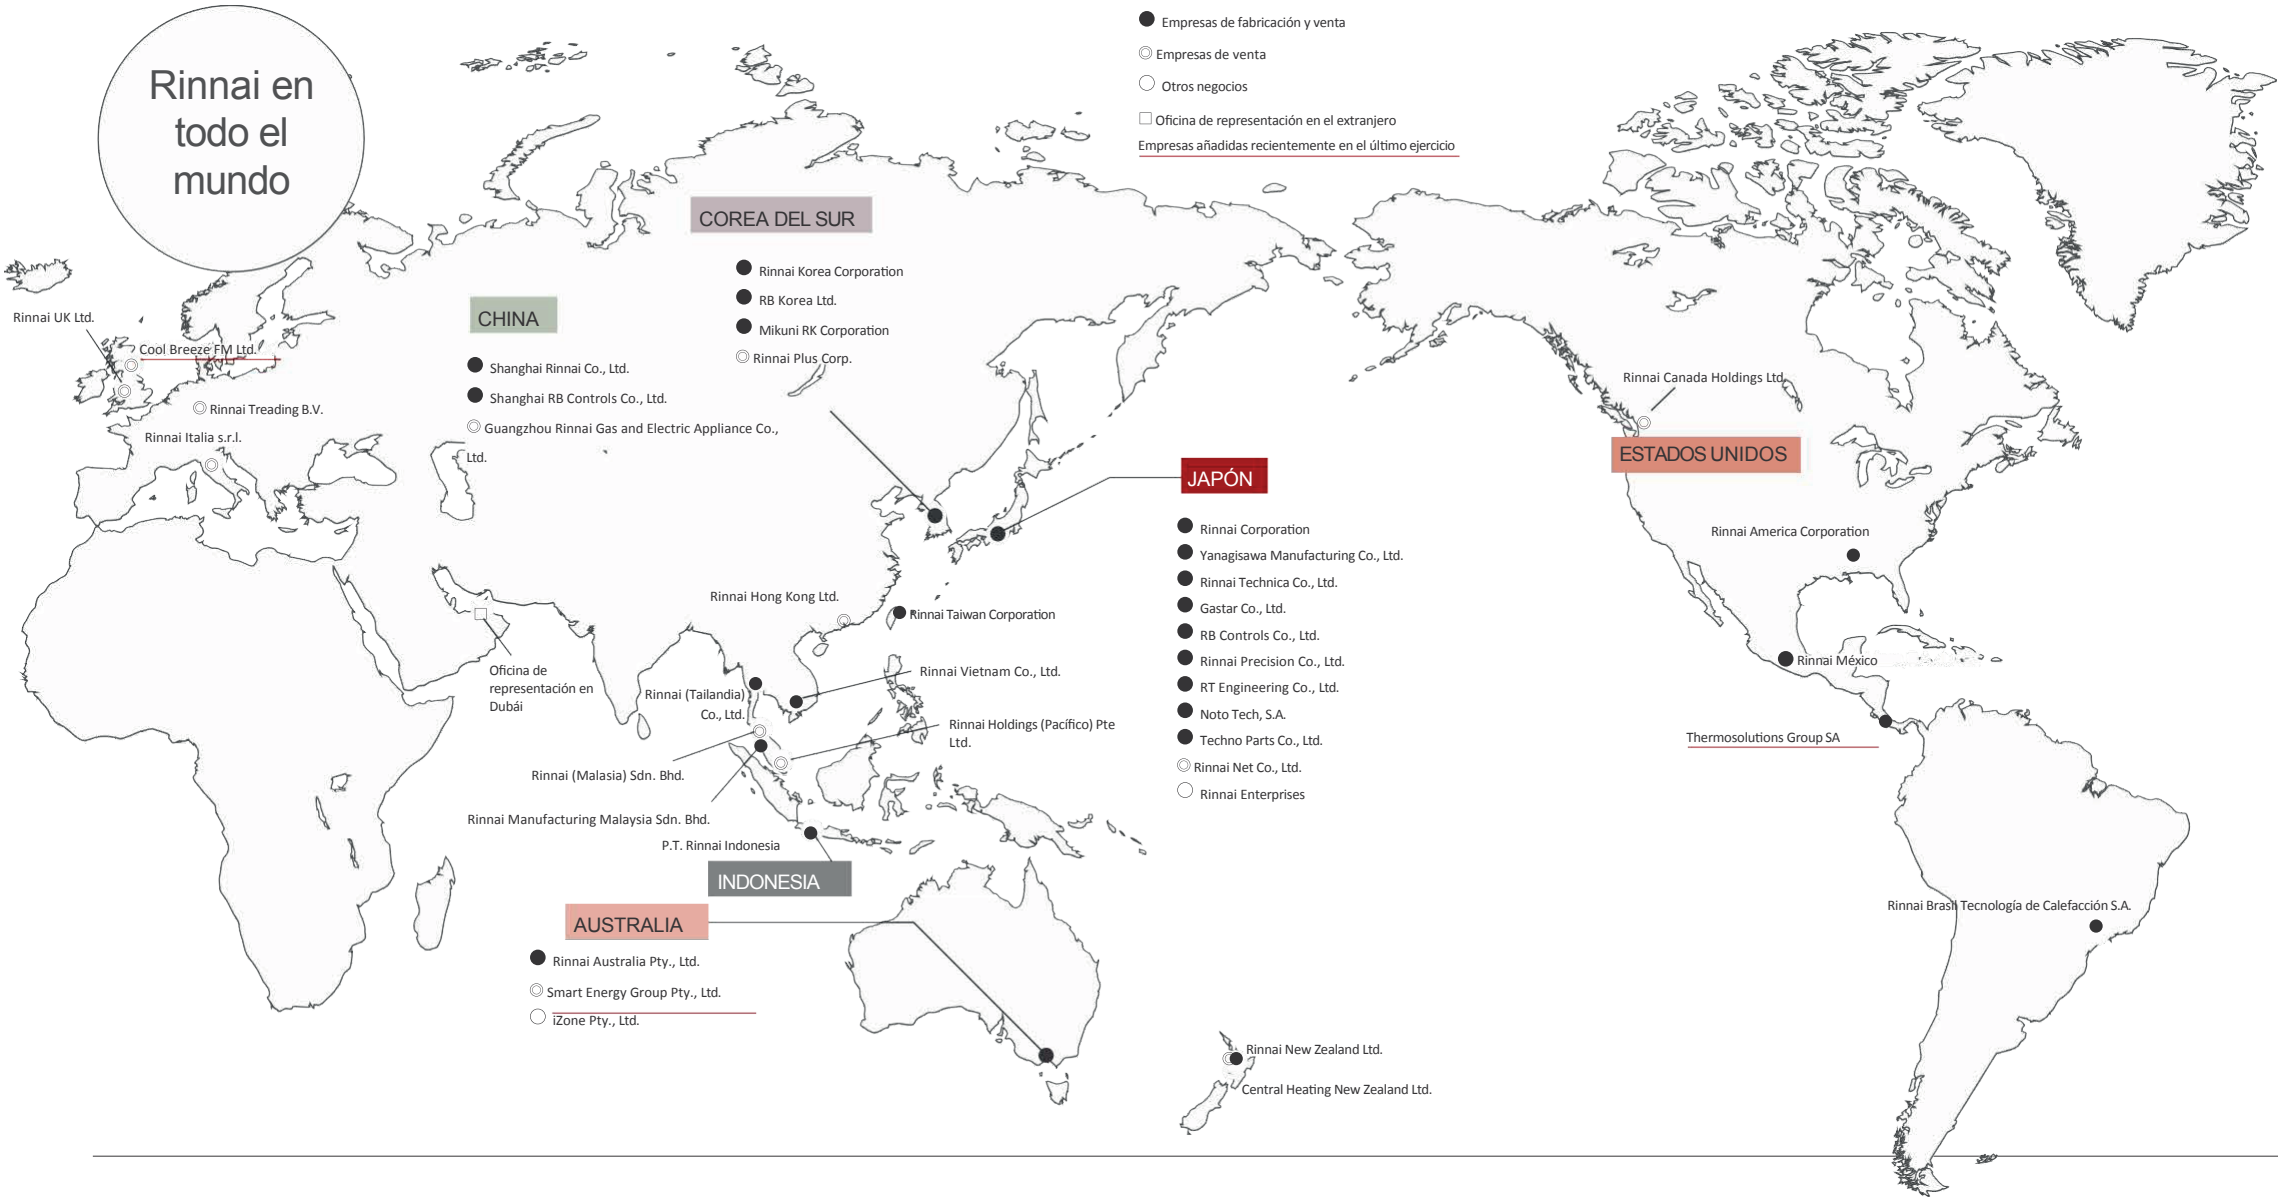 Rinnai en
todo el
mundo
Empresas de fabricación y venta
Empresas de venta
Otros negocios
Oficina de representación en el extranjero
Empresas añadidas recientemente en el último ejercicio
COREA DEL SUR
Rinnai Korea Corporation
RB Korea Ltd.
Mikuni RK Corporation
Rinnai Plus Corp.
CHINA
Shanghai Rinnai Co., Ltd.
Shanghai RB Controls Co., Ltd.
Guangzhou Rinnai Gas and Electric Appliance Co.,
Ltd.
Rinnai UK Ltd.
Cool Breeze FM Ltd.
Rinnai Treading B.V.
Rinnai Italia s.r.l.
JAPÓN
Rinnai Corporation
Yanagisawa Manufacturing Co., Ltd.
Rinnai Technica Co., Ltd.
Gastar Co., Ltd.
RB Controls Co., Ltd.
Rinnai Precision Co., Ltd.
RT Engineering Co., Ltd.
Noto Tech, S.A.
Techno Parts Co., Ltd.
Rinnai Net Co., Ltd.
Rinnai Enterprises
Rinnai Canada Holdings Ltd.
ESTADOS UNIDOS
Rinnai America Corporation
Rinnai México
Thermosolutions Group SA
Rinnai Brasil Tecnología de Calefacción S.A.
Rinnai Hong Kong Ltd.
Rinnai Taiwan Corporation
Oficina de
representación en
Dubái
Rinnai (Tailandia)
Co., Ltd.
Rinnai Vietnam Co., Ltd.
Rinnai Holdings (Pacífico) Pte
Ltd.
Rinnai (Malasia) Sdn. Bhd.
Rinnai Manufacturing Malaysia Sdn. Bhd.
P.T. Rinnai Indonesia
INDONESIA
AUSTRALIA
Rinnai Australia Pty., Ltd.
Smart Energy Group Pty., Ltd.
iZone Pty., Ltd.
Rinnai New Zealand Ltd.
Central Heating New Zealand Ltd.